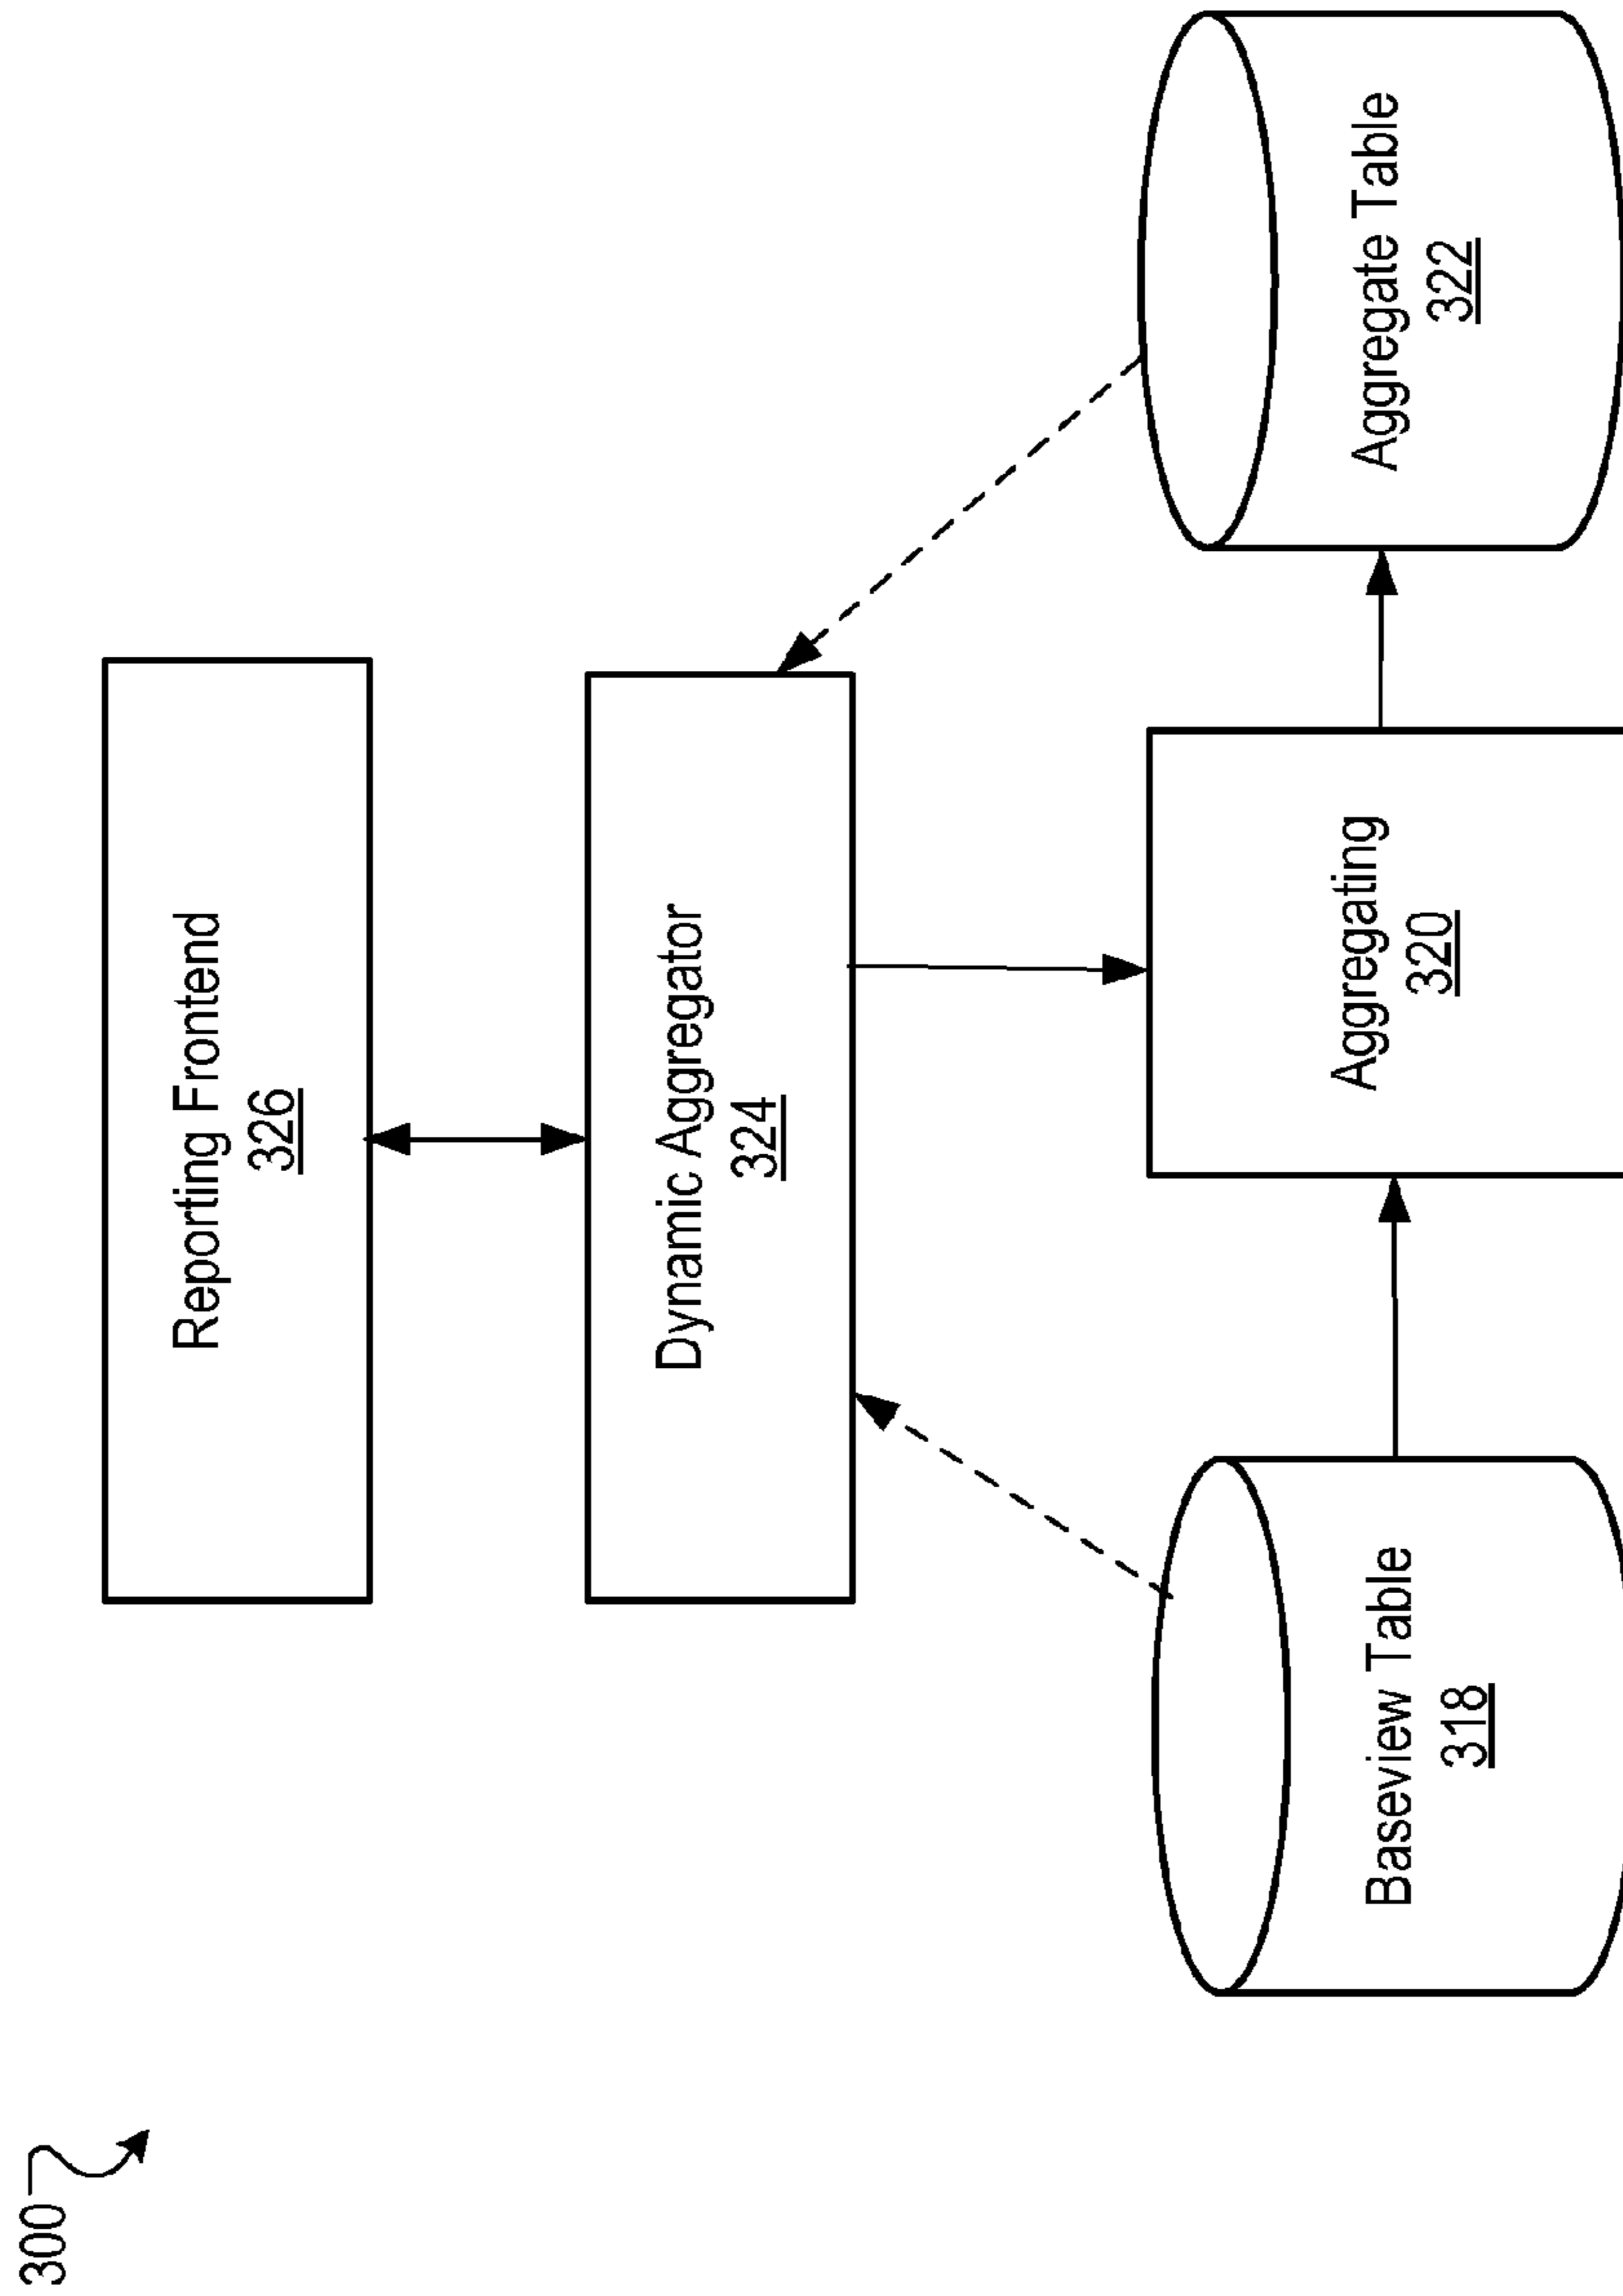 300
Reporting Frontend
326
Dynamic Aggregator
324
Baseview Table
318
Aggregating
320
Aggregate Table
322